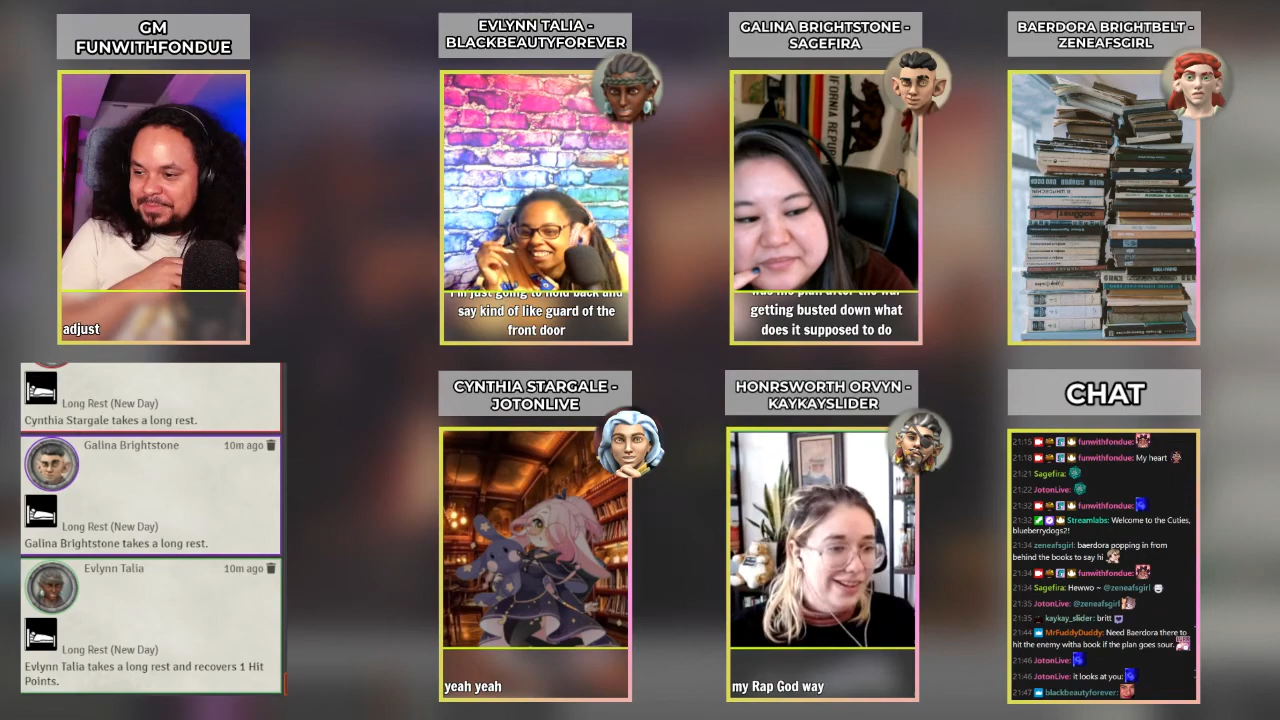 GM
FUNWITHFONDUE
adjust
EVLYNN TALIA -
BLACKBEAUTYFOREVER
I'm just going to hold back and
say kind of like guard of the
front door
GALINA BRIGHTSTONE -
SAGEFIRA
getting busted down what
does it supposed to do
BAERDORA BRIGHTBELT -
ZENEAFSGIRL
Long Rest (New Day)
Cynthia Stargale takes a long rest.
Galina Brightstone 10m ago
Long Rest (New Day)
Galina Brightstone takes a long rest.
Evlynn Talia 10m ago
Long Rest (New Day)
Evlynn Talia takes a long rest and recovers 1 Hit
Points.
CYNTHIA STARGALE -
JOTONLIVE
yeah yeah
HONRSWORTH ORVYN -
KAYKAYSLIDER
my Rap God way
CHAT
21:15 funwithfondue:
21:18 funwithfondue: My heart
21:21 Sagefira:
21:22 JotonLive:
21:32 funwithfondue:
21:32 Streamlabs: Welcome to the Cuties,
blueberrydogs2!
21:34 zeneafsgirl: baerdora popping in from
behind the books to say hi
21:34 funwithfondue:
21:34 Sagefira: Hewwo ~ @zeneafsgirl
21:35 JotonLive: @zeneafsgirl
21:35 kaykay_slider: britt
21:44 MrFuddyDuddy: Need Baerdora there to
hit the enemy witha book if the plan goes sour.
21:46 JotonLive:
21:46 JotonLive: it looks at you:
21:47 blackbeautyforever: